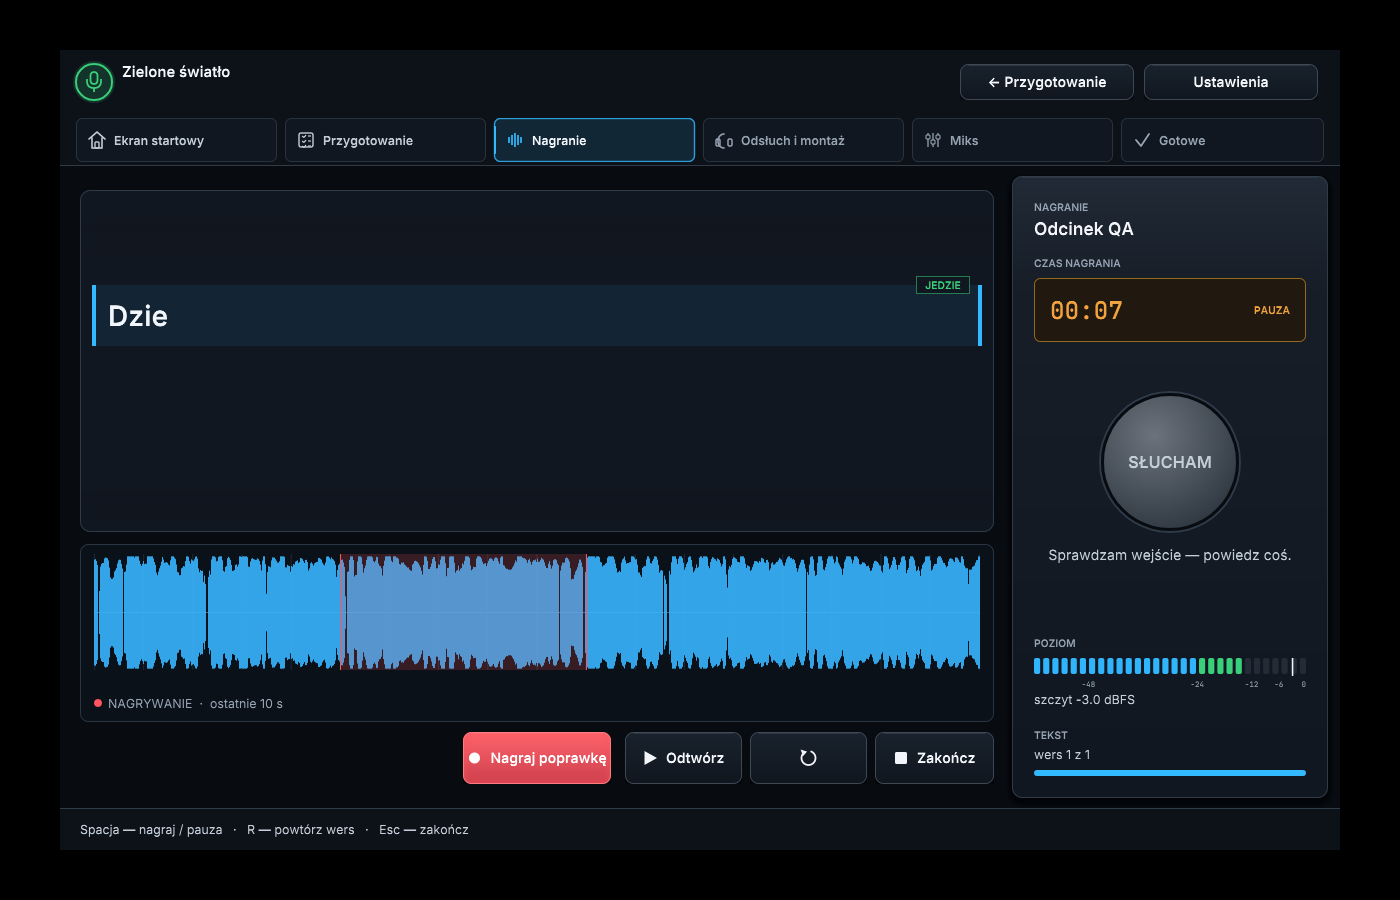 Zielone światło
← Przygotowanie
Ustawienia
Ekran startowy
Przygotowanie
Nagranie
Odsłuch i montaż
Miks
Gotowe
JEDZIE
Dzie
NAGRYWANIE · ostatnie 10 s
Nagraj poprawkę
Odtwórz
Zakończ
NAGRANIE
Odcinek QA
CZAS NAGRANIA
00:07 PAUZA
SŁUCHAM
Sprawdzam wejście — powiedz coś.
POZIOM
-48 -24 -12 -6 0
szczyt -3.0 dBFS
TEKST
wers 1 z 1
Spacja — nagraj / pauza · R — powtórz wers · Esc — zakończ